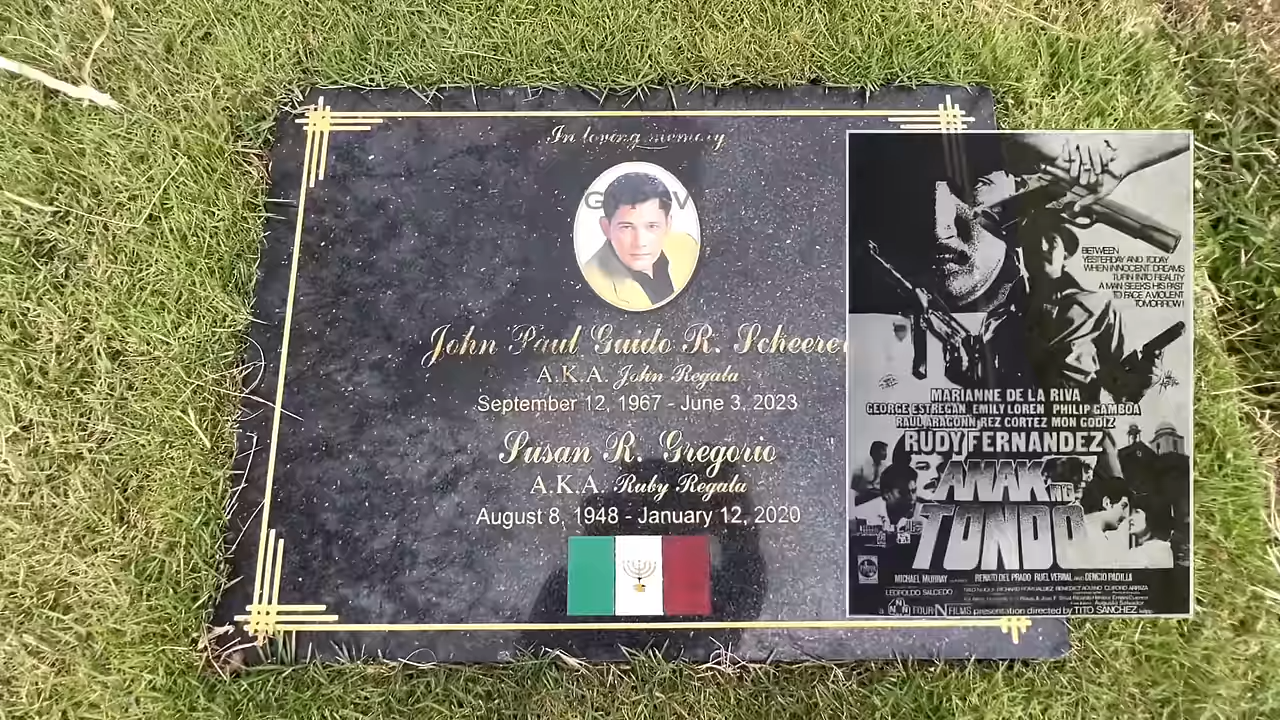 In loving memory
G
V
John Paul Guido R. Scheere
A.K.A. John Regala
September 12, 1967 - June 3, 2023
Susan R. Gregorio
A.K.A. Ruby Regala
August 8, 1948 - January 12, 2020
BETWEEN
YESTERDAY AND TODAY
WHEN INNOCENT DREAMS
TURN INTO REALITY
A MAN SEEKS HIS PAST
TO FACE A VIOLENT
TOMORROW!
MARIANNE DE LA RIVA
GEORGE ESTREGAN EMILY LOREN PHILIP GAMBOA
RAUL ARAGONN REZ CORTEZ MON GODIZ
RUDY FERNANDEZ
ANAK NG
TONDO
MICHAEL MURRAY RENATO DEL PRADO RUEL VERNAL AND DENCIO PADILLA
LEOPOLDO SALCEDO
a FOUR N FILMS presentation directed by TITO SANCHEZ